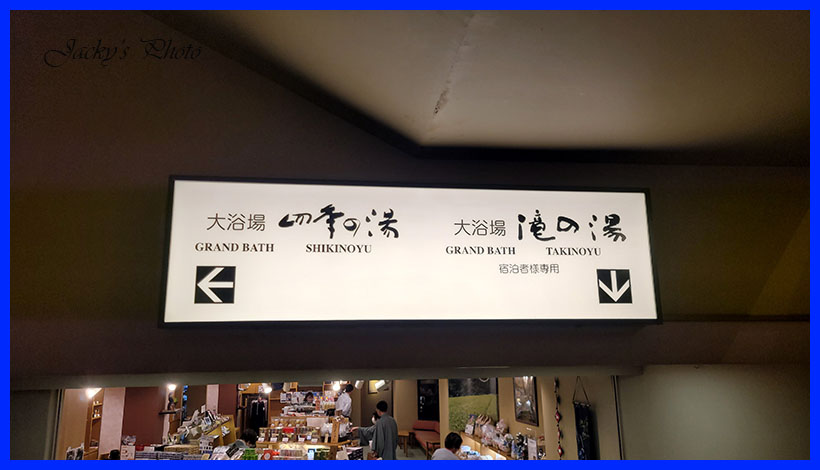 Jacky's Photo
大浴場 四季の湯
GRAND BATH SHIKINOYU
大浴場 滝の湯
GRAND BATH TAKINOYU
宿泊者様専用